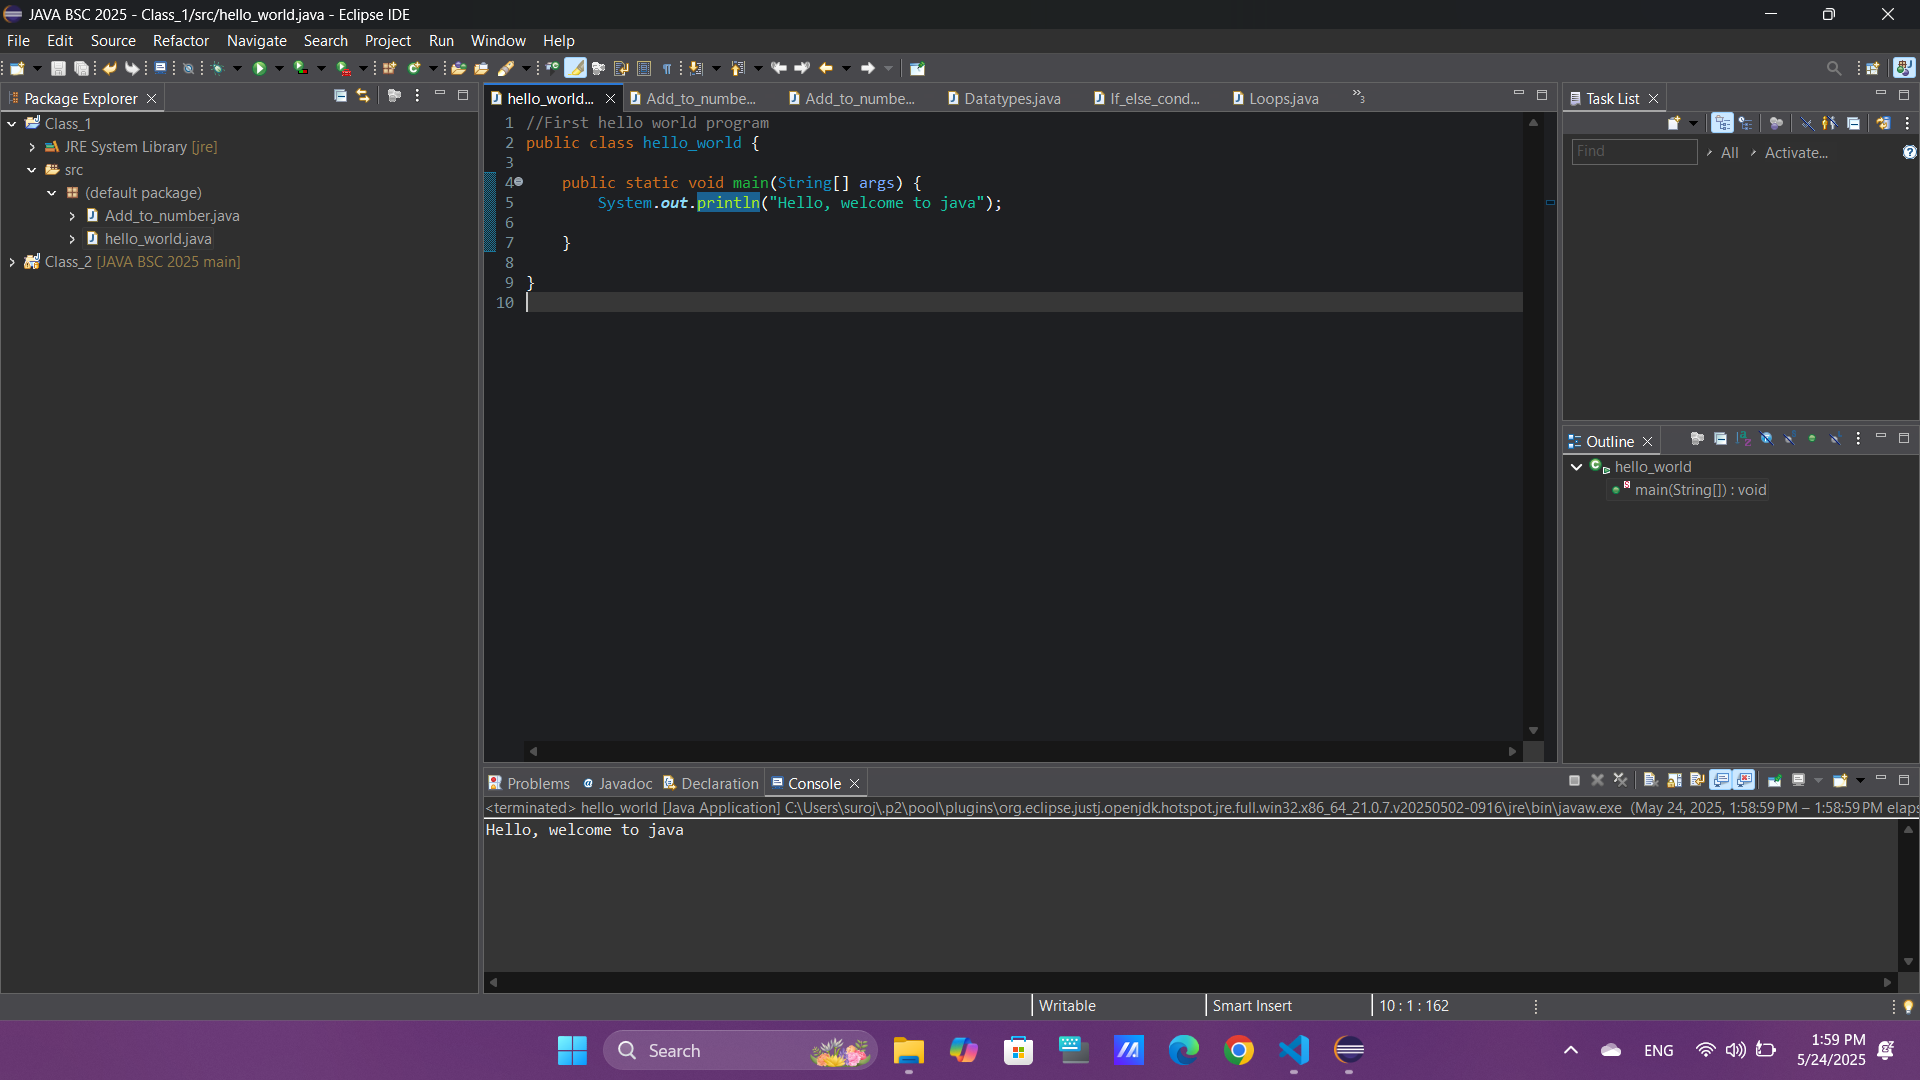 JAVA BSC 2025 - Class_1/src/hello_world.java - Eclipse IDE
File Edit Source Refactor Navigate Search Project Run Window Help
Package Explorer
Class_1
JRE System Library [jre]
src
(default package)
Add_to_number.java
hello_world.java
Class_2 [JAVA BSC 2025 main]
hello_world... Add_to_numbe... Add_to_numbe... Datatypes.java If_else_cond... Loops.java »3
1 //First hello world program
2 public class hello_world {
3
4 public static void main(String[] args) {
5 System.out.println("Hello, welcome to java");
6
7 }
8
9 }
10
Task List
Find All Activate...
Outline
hello_world
main(String[]) : void
Problems Javadoc Declaration Console
<terminated> hello_world [Java Application] C:\Users\suroj\.p2\pool\plugins\org.eclipse.justj.openjdk.hotspot.jre.full.win32.x86_64_21.0.7.v20250502-0916\jre\bin\javaw.exe (May 24, 2025, 1:58:59 PM – 1:58:59 PM elaps
Hello, welcome to java
Writable Smart Insert 10 : 1 : 162
Search
ENG
1:59 PM
5/24/2025